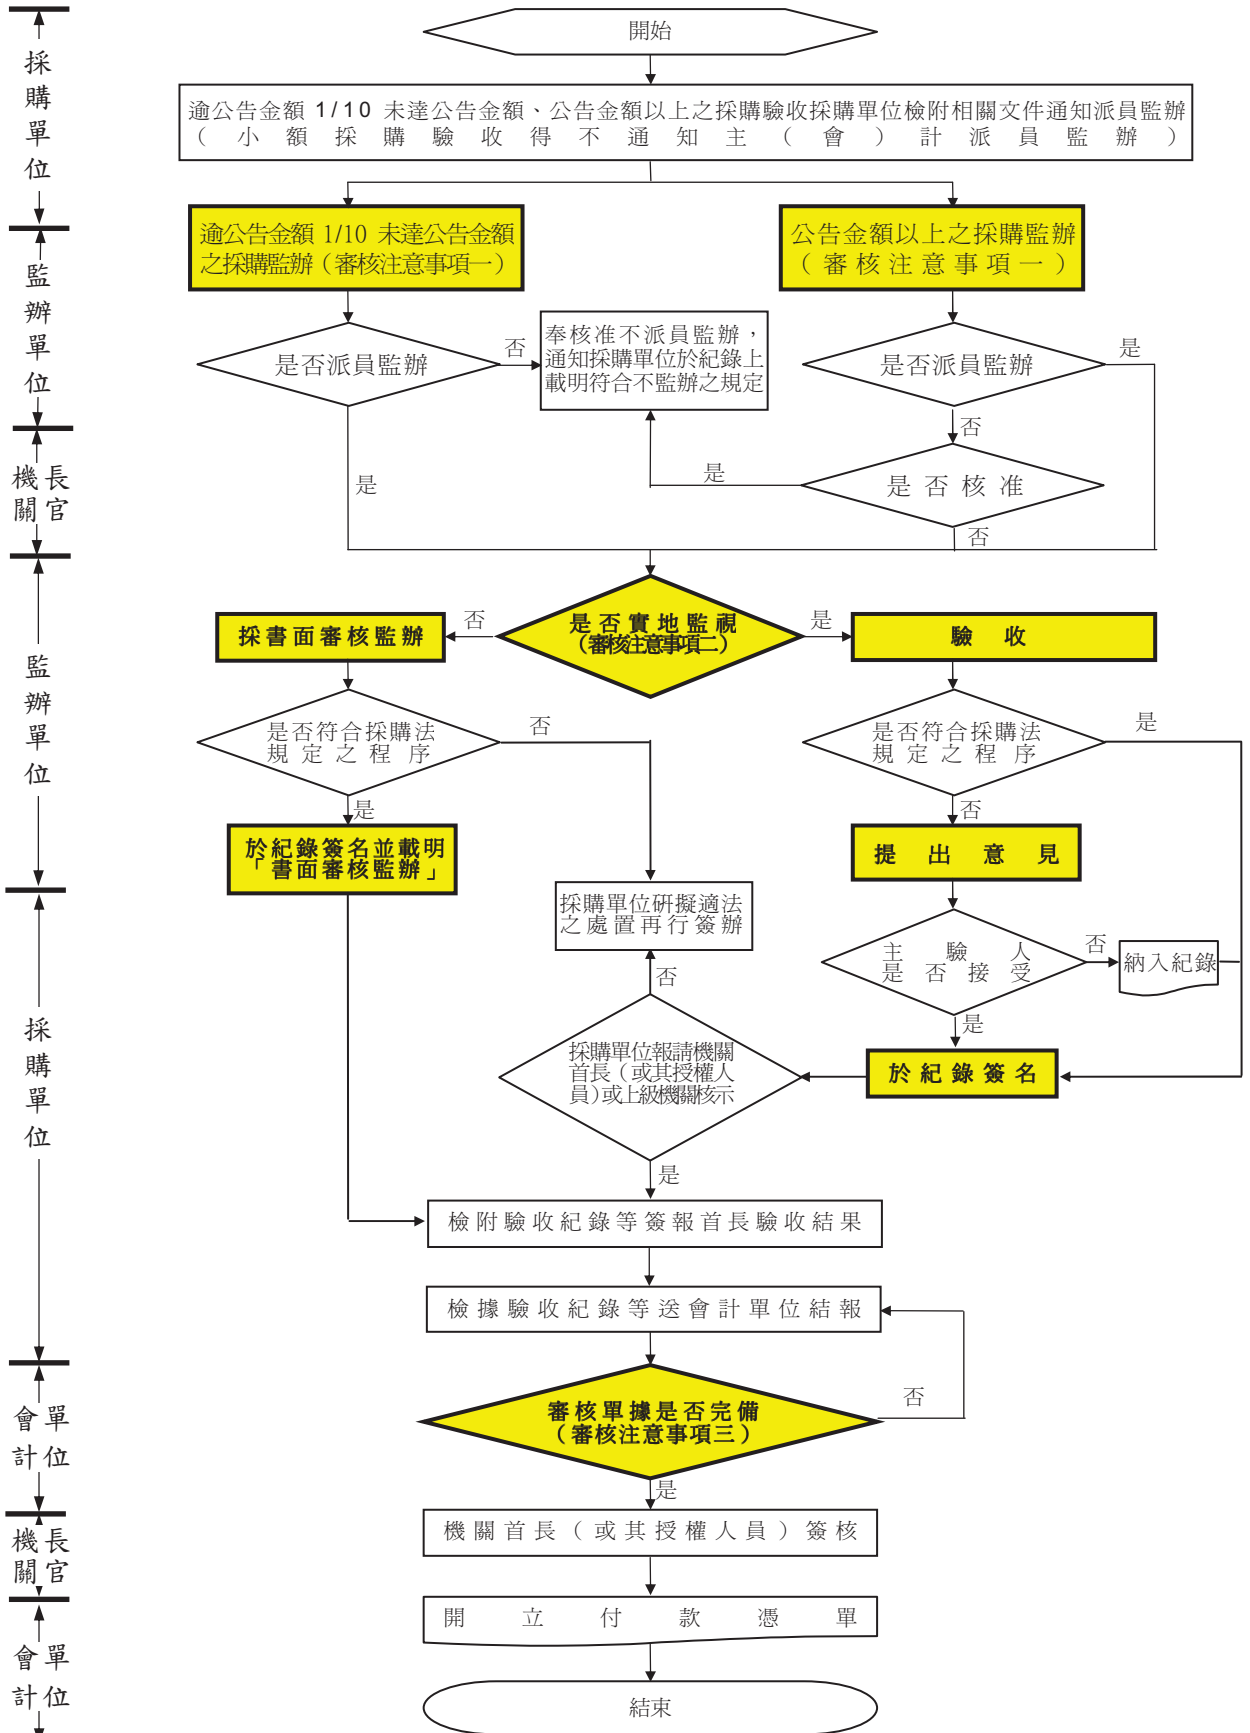 開始
採購單位
逾公告金額 1/10 未達公告金額、公告金額以上之採購驗收採購單位檢附相關文件通知派員監辦
（小額採購驗收得不通知主（會）計派員監辦）
逾公告金額 1/10 未達公告金額
之採購監辦（審核注意事項一）
公告金額以上之採購監辦
（審核注意事項一）
監辦單位
奉核准不派員監辦，
通知採購單位於紀錄上
載明符合不監辦之規定
是否派員監辦
否
是否派員監辦
是
否
機關
長官
是
是
是否核准
否
監辦單位
採書面審核監辦
否
是否實地監視
（審核注意事項二）
是
驗收
是否符合採購法
規定之程序
否
是否符合採購法
規定之程序
是
是
否
於紀錄簽名並載明
「書面審核監辦」
提出意見
採購單位
採購單位研擬適法
之處置再行簽辦
主驗人
是否接受
否
納入紀錄
否
是
採購單位報請機關
首長（或其授權人
員）或上級機關核示
於紀錄簽名
是
檢附驗收紀錄等簽報首長驗收結果
檢據驗收紀錄等送會計單位結報
會計
單位
審核單據是否完備
（審核注意事項三）
否
是
機關
長官
機關首長（或其授權人員）簽核
開立付款憑單
會計
單位
結束